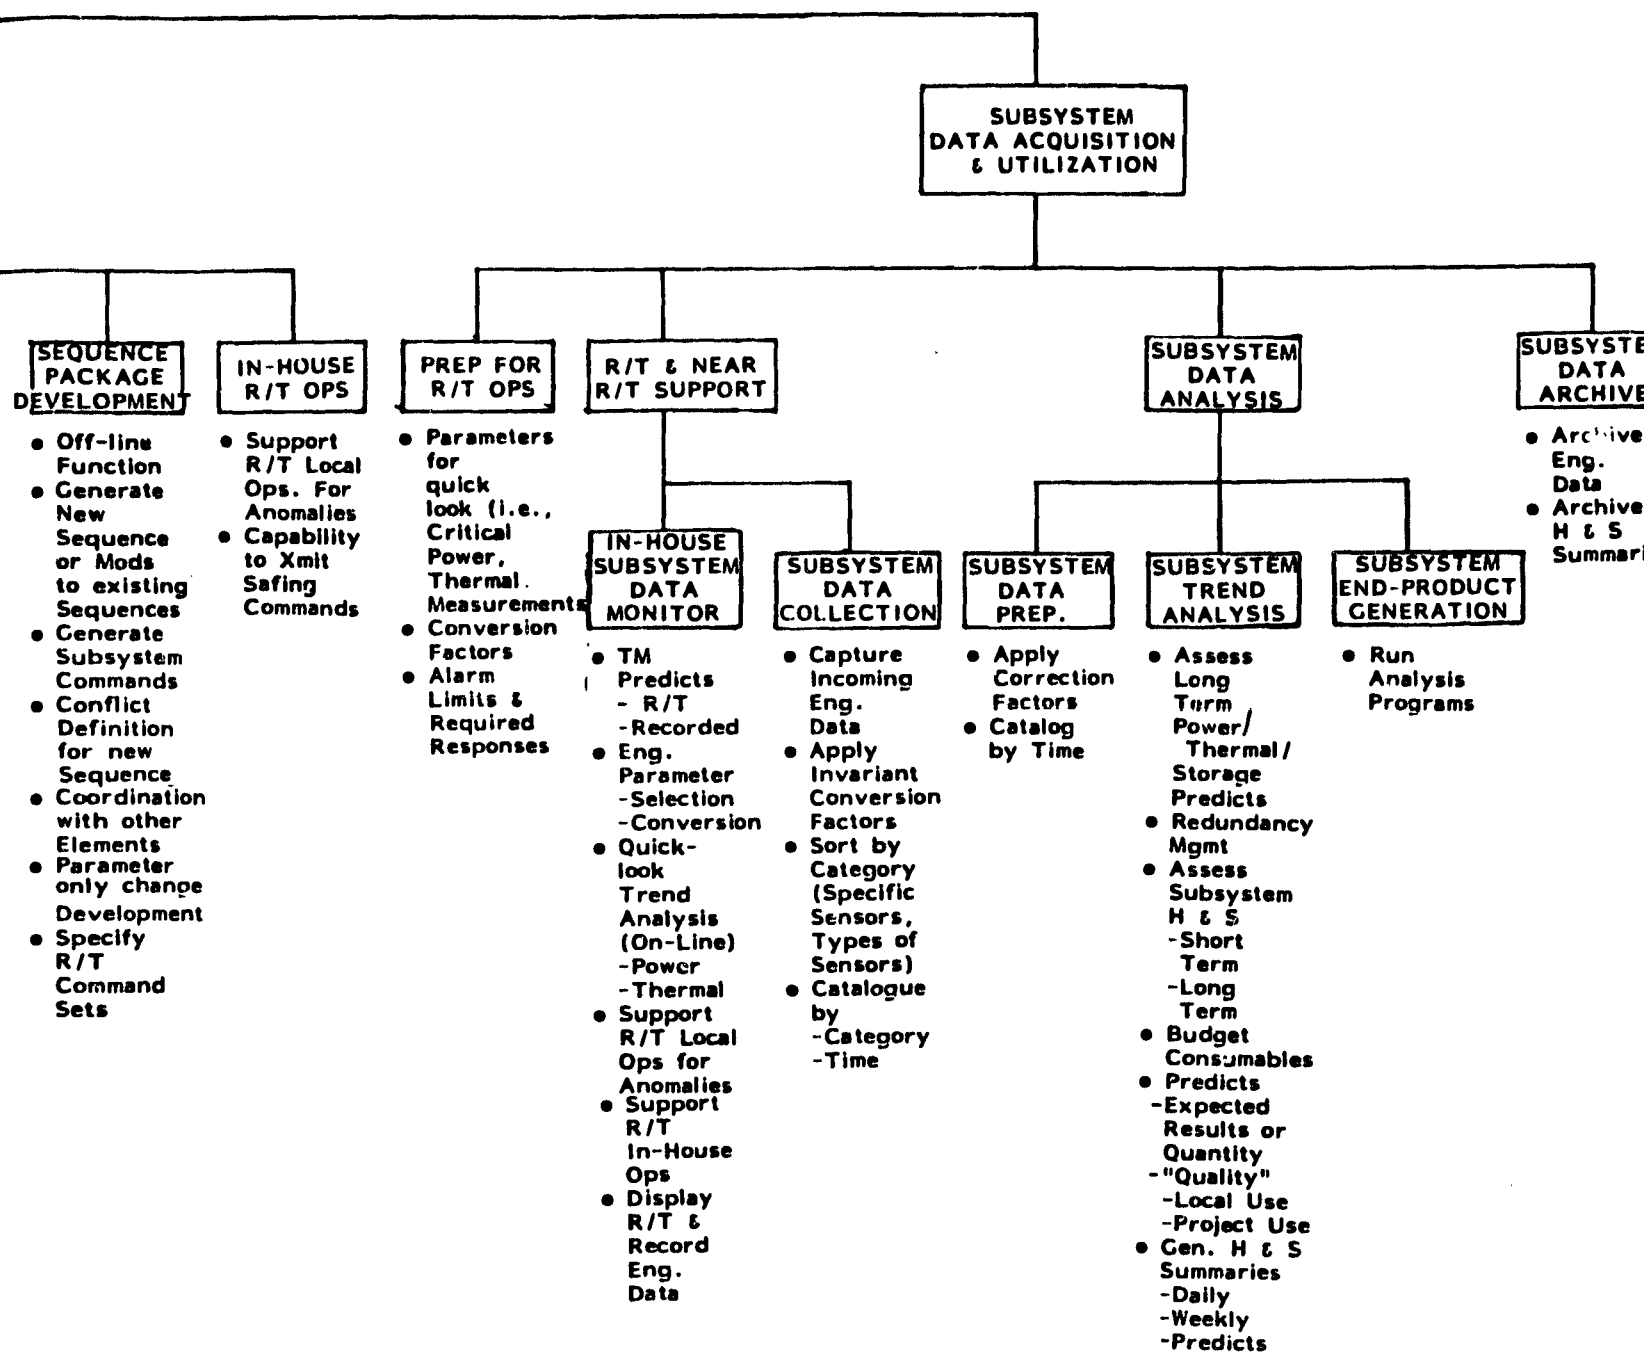 SUBSYSTEM
DATA ACQUISITION
& UTILIZATION
SEQUENCE
PACKAGE
DEVELOPMENT
● Off-line
Function
● Generate
New
Sequence
or Mods
to existing
Sequences
● Generate
Subsystem
Commands
● Conflict
Definition
for new
Sequence
● Coordination
with other
Elements
● Parameter
only change
Development
● Specify
R/T
Command
Sets
IN-HOUSE
R/T OPS
● Support
R/T Local
Ops. For
Anomalies
● Capability
to Xmit
Safing
Commands
PREP FOR
R/T OPS
● Parameters
for
quick
look (i.e.,
Critical
Power,
Thermal.
Measurements
● Conversion
Factors
● Alarm
Limits &
Required
Responses
R/T & NEAR
R/T SUPPORT
IN-HOUSE
SUBSYSTEM
DATA
MONITOR
● TM
Predicts
- R/T
-Recorded
● Eng.
Parameter
-Selection
-Conversion
● Quick-
look
Trend
Analysis
(On-Line)
-Power
-Thermal
● Support
R/T Local
Ops for
Anomalies
● Support
R/T
In-House
Ops
● Display
R/T &
Record
Eng.
Data
SUBSYSTEM
DATA
COLLECTION
● Capture
Incoming
Eng.
Data
● Apply
Invariant
Conversion
Factors
● Sort by
Category
(Specific
Sensors,
Types of
Sensors)
● Catalogue
by
-Category
-Time
SUBSYSTEM
DATA
ANALYSIS
SUBSYSTEM
DATA
PREP.
● Apply
Correction
Factors
● Catalog
by Time
SUBSYSTEM
TREND
ANALYSIS
● Assess
Long
Term
Power/
Thermal/
Storage
Predicts
● Redundancy
Mgmt
● Assess
Subsystem
H & S
-Short
Term
-Long
Term
● Budget
Consumables
● Predicts
-Expected
Results or
Quantity
-"Quality"
-Local Use
-Project Use
● Gen. H & S
Summaries
-Daily
-Weekly
-Predicts
SUBSYSTEM
END-PRODUCT
GENERATION
● Run
Analysis
Programs
SUBSYSTE
DATA
ARCHIVE
● Archive
Eng.
Data
● Archive
H & S
Summari